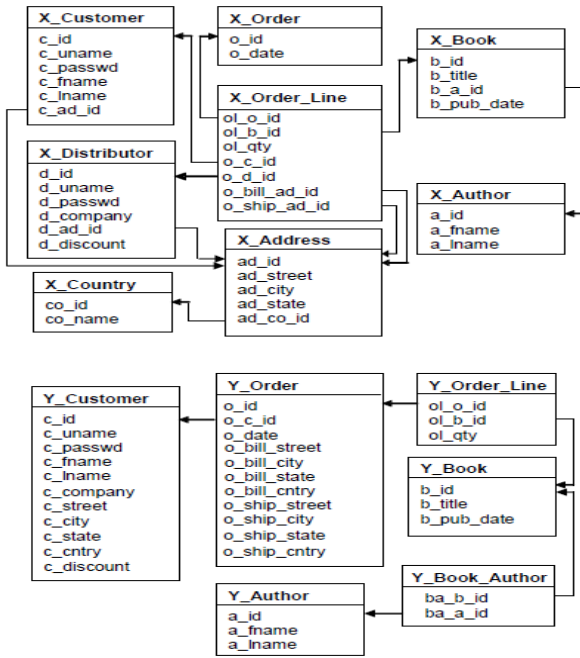 X_Customer
c_id
c_uname
c_passwd
c_fname
c_lname
c_ad_id
X_Order
o_id
o_date
X_Book
b_id
b_title
b_a_id
b_pub_date
X_Order_Line
ol_o_id
ol_b_id
ol_qty
o_c_id
o_d_id
o_bill_ad_id
o_ship_ad_id
X_Distributor
d_id
d_uname
d_passwd
d_company
d_ad_id
d_discount
X_Author
a_id
a_fname
a_lname
X_Address
ad_id
ad_street
ad_city
ad_state
ad_co_id
X_Country
co_id
co_name
Y_Customer
c_id
c_uname
c_passwd
c_fname
c_lname
c_company
c_street
c_city
c_state
c_cntry
c_discount
Y_Order
o_id
o_c_id
o_date
o_bill_street
o_bill_city
o_bill_state
o_bill_cntry
o_ship_street
o_ship_city
o_ship_state
o_ship_cntry
Y_Order_Line
ol_o_id
ol_b_id
ol_qty
Y_Book
b_id
b_title
b_pub_date
Y_Book_Author
ba_b_id
ba_a_id
Y_Author
a_id
a_fname
a_lname